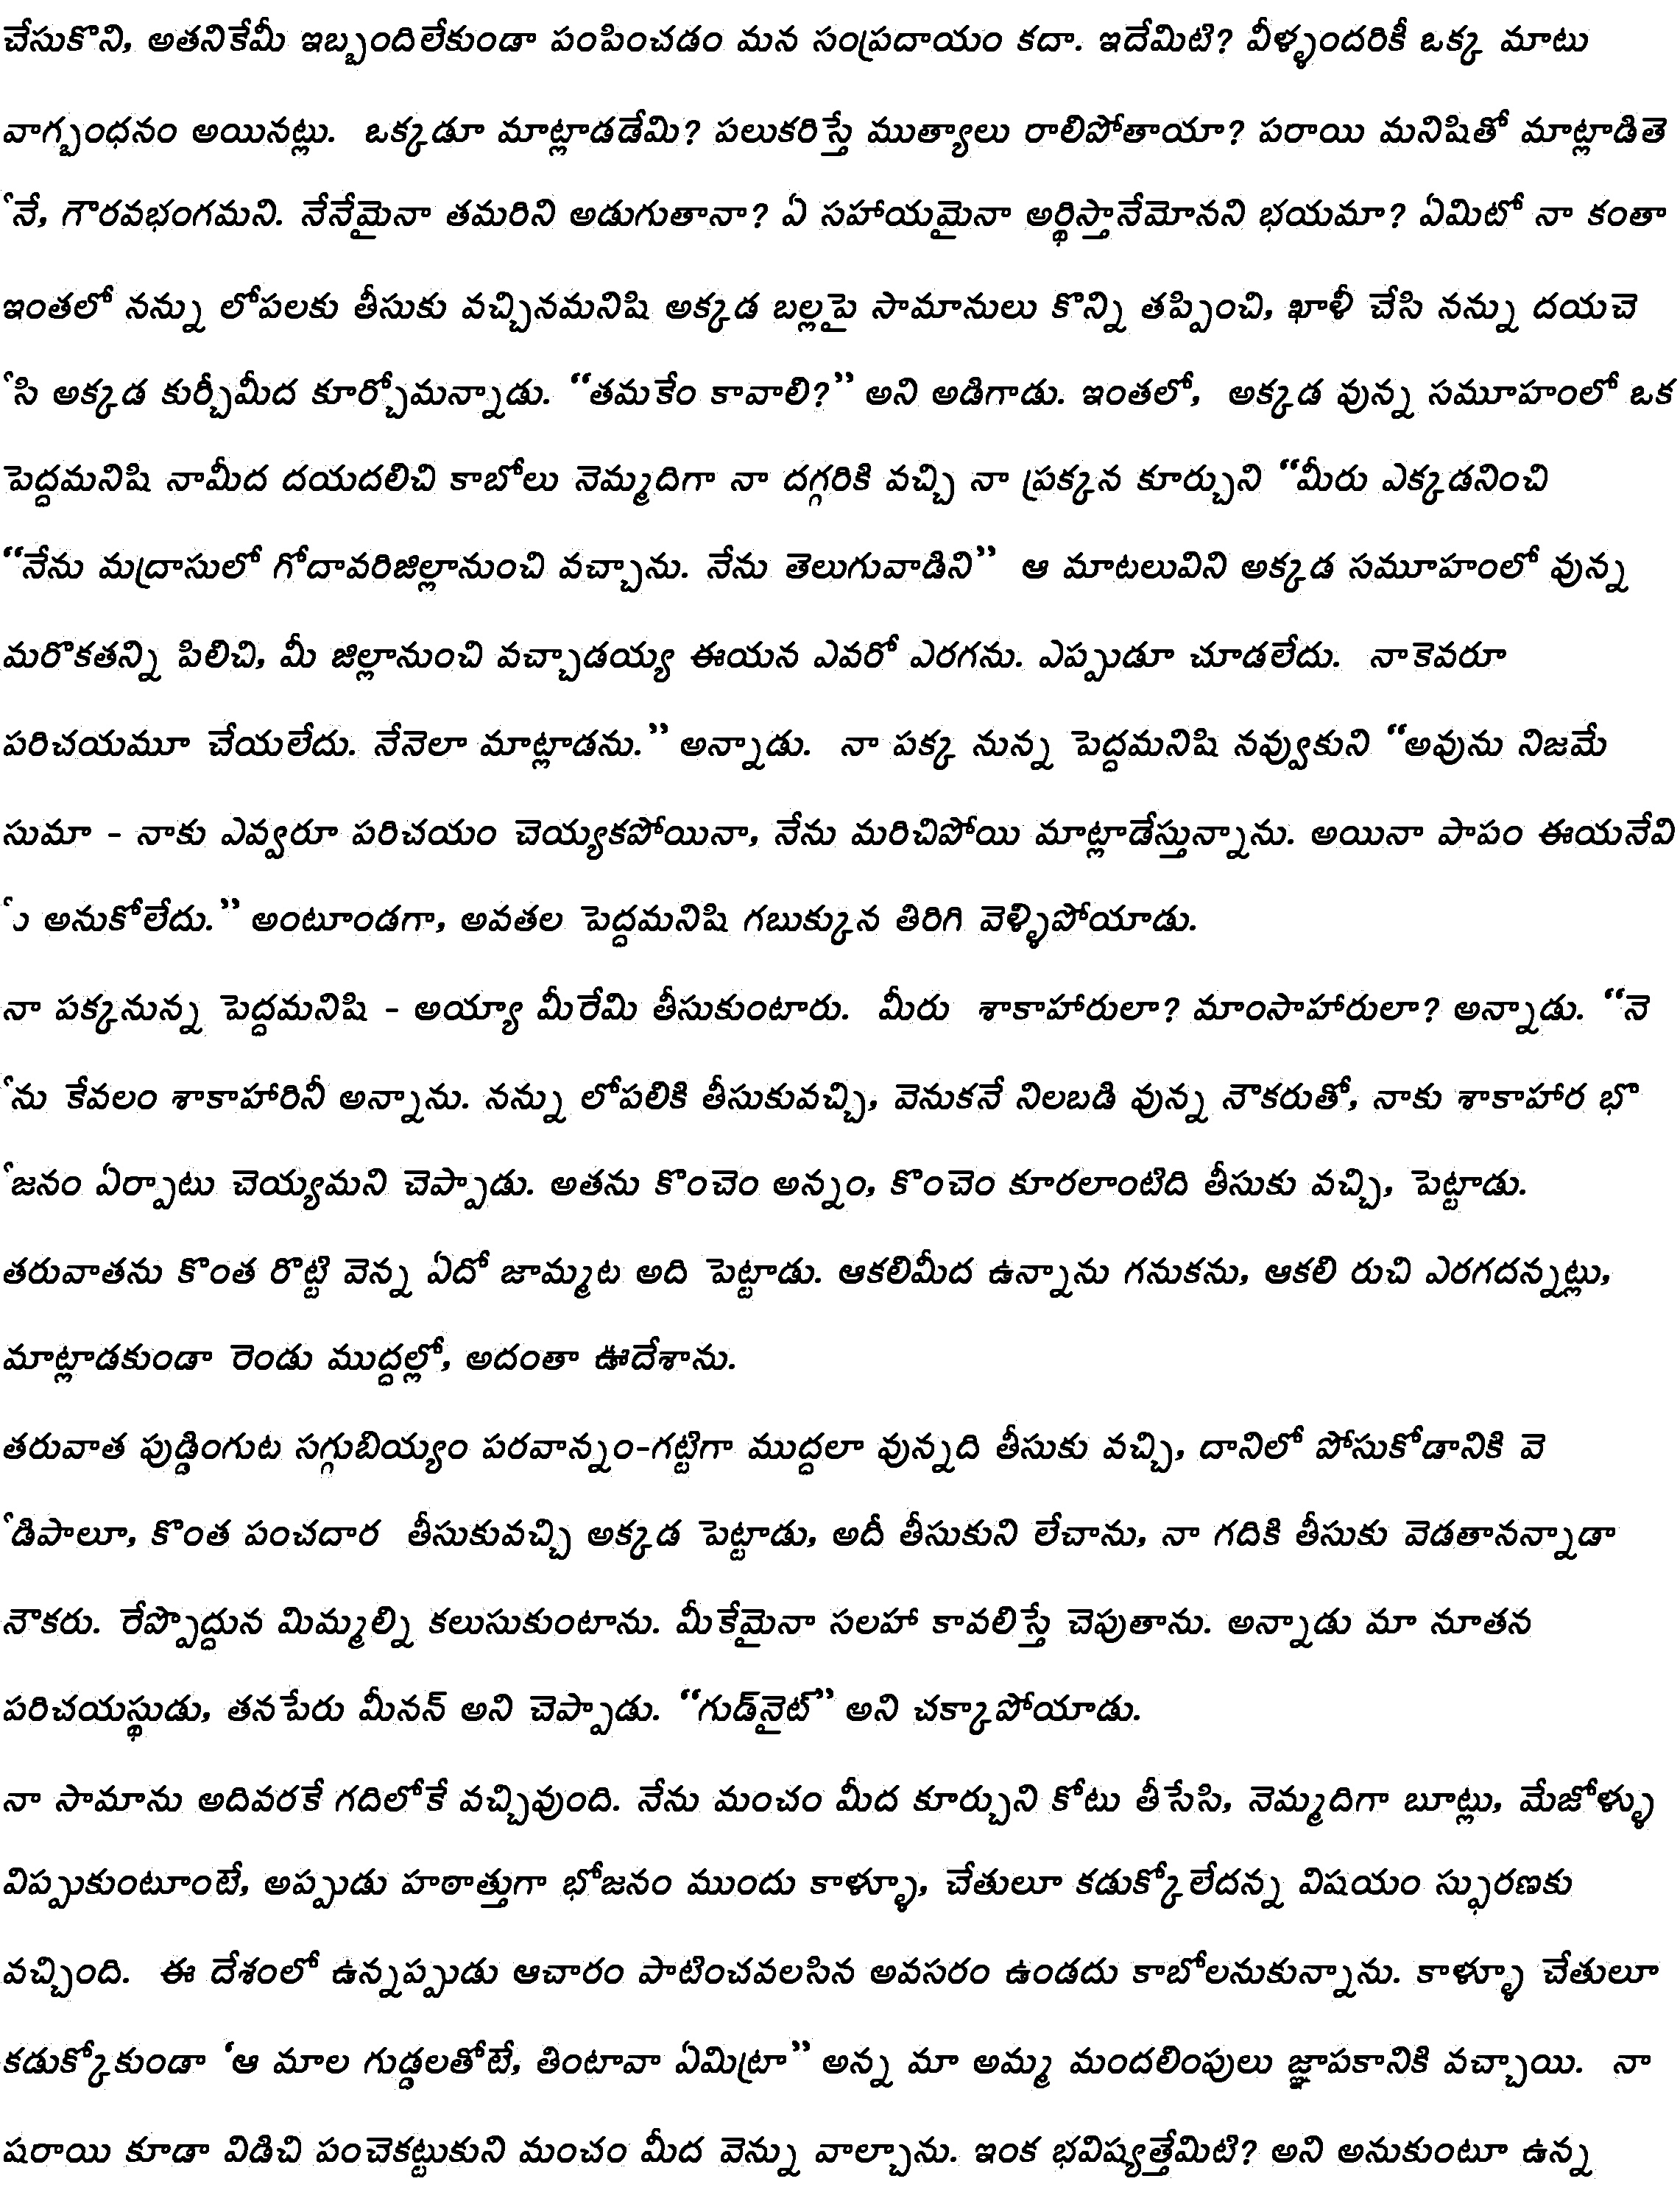 చేసుకొని, అతనికేమీ ఇబ్బందిలేకుండా పంపించడం మన సంప్రదాయం కదా. ఇదేమిటి? వీళ్ళందరికీ ఒక్క మాటు
వాగ్బంధనం అయినట్లు. ఒక్కడూ మాట్లాడడేమి? పలుకరిస్తే ముత్యాలు రాలిపోతాయా? పరాయి మనిషితో మాట్లాడితె
ేనే, గౌరవభంగమని. నేనేమైనా తమరిని అడుగుతానా? ఏ సహాయమైనా అర్థిస్తానేమోనని భయమా? ఏమిటో నా కంతా
ఇంతలో నన్ను లోపలకు తీసుకు వచ్చినమనిషి అక్కడ బల్లపై సామానులు కొన్ని తప్పించి, ఖాళీ చేసి నన్ను దయచె
ేసి అక్కడ కుర్చీమీద కూర్చోమన్నాడు. “తమకేం కావాలి?” అని అడిగాడు. ఇంతలో, అక్కడ వున్న సమూహంలో ఒక
పెద్దమనిషి నామీద దయదలిచి కాబోలు నెమ్మదిగా నా దగ్గరికి వచ్చి నా ప్రక్కన కూర్చుని “మీరు ఎక్కడనించి
“నేను మద్రాసులో గోదావరిజిల్లానుంచి వచ్చాను. నేను తెలుగువాడిని” ఆ మాటలువిని అక్కడ సమూహంలో వున్న
మరొకతన్ని పిలిచి, మీ జిల్లానుంచి వచ్చాడయ్య ఈయన ఎవరో ఎరగను. ఎప్పుడూ చూడలేదు. నాకెవరూ
పరిచయమూ చేయలేదు. నేనెలా మాట్లాడను.” అన్నాడు. నా పక్క నున్న పెద్దమనిషి నవ్వుకుని “అవును నిజమే
సుమా - నాకు ఎవ్వరూ పరిచయం చెయ్యకపోయినా, నేను మరిచిపోయి మాట్లాడేస్తున్నాను. అయినా పాపం ఈయనేవి
ేు అనుకోలేదు.” అంటూండగా, అవతల పెద్దమనిషి గబుక్కున తిరిగి వెళ్ళిపోయాడు.
నా పక్కనున్న పెద్దమనిషి - అయ్యా మీరేమి తీసుకుంటారు. మీరు శాకాహారులా? మాంసాహారులా? అన్నాడు. “నె
ేను కేవలం శాకాహారినీ అన్నాను. నన్ను లోపలికి తీసుకువచ్చి, వెనుకనే నిలబడి వున్న నౌకరుతో, నాకు శాకాహార భొ
ేజనం ఏర్పాటు చెయ్యమని చెప్పాడు. అతను కొంచెం అన్నం, కొంచెం కూరలాంటిది తీసుకు వచ్చి, పెట్టాడు.
తరువాతను కొంత రొట్టి వెన్న ఏదో జామ్మట అది పెట్టాడు. ఆకలిమీద ఉన్నాను గనుకను, ఆకలి రుచి ఎరగదన్నట్లు,
మాట్లాడకుండా రెండు ముద్దల్లో, అదంతా ఊదేశాను.
తరువాత పుడ్డింగుట సగ్గుబియ్యం పరవాన్నం-గట్టిగా ముద్దలా వున్నది తీసుకు వచ్చి, దానిలో పోసుకోడానికి వె
ేడిపాలూ, కొంత పంచదార తీసుకువచ్చి అక్కడ పెట్టాడు, అదీ తీసుకుని లేచాను, నా గదికి తీసుకు వెడతానన్నాడా
నౌకరు. రేప్పొద్దున మిమ్మల్ని కలుసుకుంటాను. మీకేమైనా సలహా కావలిస్తే చెపుతాను. అన్నాడు మా నూతన
పరిచయస్థుడు, తనపేరు మీనన్ అని చెప్పాడు. “గుడ్‌నైట్” అని చక్కాపోయాడు.
నా సామాను అదివరకే గదిలోకే వచ్చివుంది. నేను మంచం మీద కూర్చుని కోటు తీసేసి, నెమ్మదిగా బూట్లు, మేజోళ్ళు
విప్పుకుంటూంటే, అప్పుడు హఠాత్తుగా భోజనం ముందు కాళ్ళూ, చేతులూ కడుక్కోలేదన్న విషయం స్ఫురణకు
వచ్చింది. ఈ దేశంలో ఉన్నప్పుడు ఆచారం పాటించవలసిన అవసరం ఉండదు కాబోలనుకున్నాను. కాళ్ళూ చేతులూ
కడుక్కోకుండా ‘ఆ మాల గుడ్డలతోటే, తింటావా ఏమిట్రా” అన్న మా అమ్మ మందలింపులు జ్ఞాపకానికి వచ్చాయి. నా
షరాయి కూడా విడిచి పంచెకట్టుకుని మంచం మీద వెన్ను వాల్చాను. ఇంక భవిష్యత్తేమిటి? అని అనుకుంటూ ఉన్న